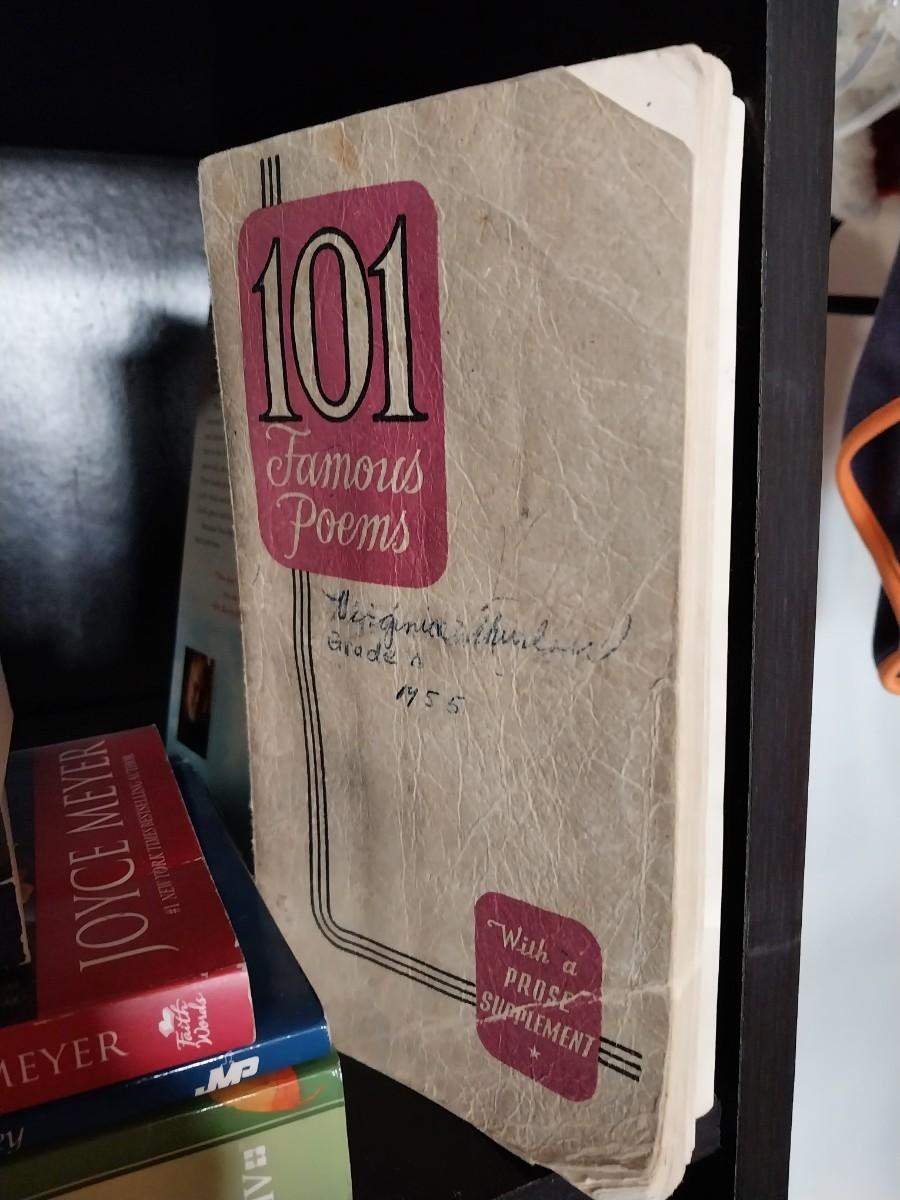 101
Famous
Poems
Virginia
Grade
1955
With a
PROSE
SUPPLEMENT
JOYCE MEYER
#1 NEW YORK TIMES BESTSELLING AUTHOR
MEYER
Faith
Words
JMP